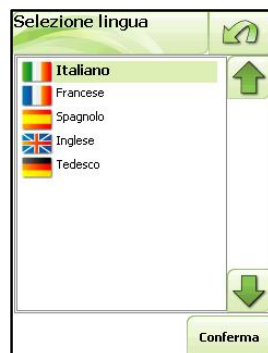 Selezione lingua
Italiano
Francese
Spagnolo
Inglese
Tedesco
Conferma